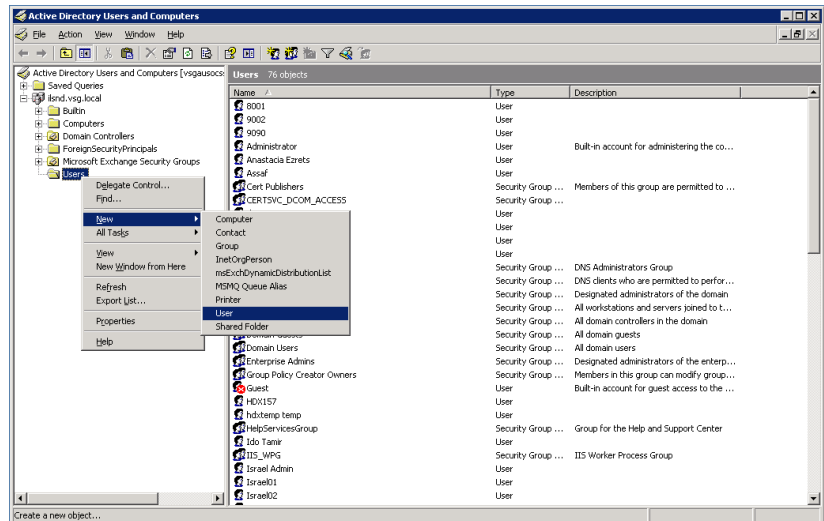 Active Directory Users and Computers
File Action View Window Help
Active Directory Users and Computers [vsgausocs
Saved Queries
ilsnd.vsg.local
Builtin
Computers
Domain Controllers
ForeignSecurityPrincipals
Microsoft Exchange Security Groups
Users
Delegate Control...
Find...
New
All Tasks
View
New Window from Here
Refresh
Export List...
Properties
Help
Computer
Contact
Group
InetOrgPerson
msExchDynamicDistributionList
MSMQ Queue Alias
Printer
User
Shared Folder
Users 76 objects
Name Type Description
8001 User
9002 User
9090 User
Administrator User Built-in account for administering the co...
Anastacia Ezrets User
Assaf User
Cert Publishers Security Group ... Members of this group are permitted to ...
CERTSVC_DCOM_ACCESS Security Group ...
User
User
User
User
Security Group ... DNS Administrators Group
Security Group ... DNS clients who are permitted to perfor...
Security Group ... Designated administrators of the domain
Security Group ... All workstations and servers joined to t...
Security Group ... All domain controllers in the domain
Domain Guests Security Group ... All domain guests
Domain Users Security Group ... All domain users
Enterprise Admins Security Group ... Designated administrators of the enterp...
Group Policy Creator Owners Security Group ... Members in this group can modify group...
Guest User Built-in account for guest access to the ...
HDX157 User
hdxtemp temp User
HelpServicesGroup Security Group ... Group for the Help and Support Center
Ido Tamir User
IIS_WPG Security Group ... IIS Worker Process Group
Israel Admin User
Israel01 User
Israel02 User
Create a new object...